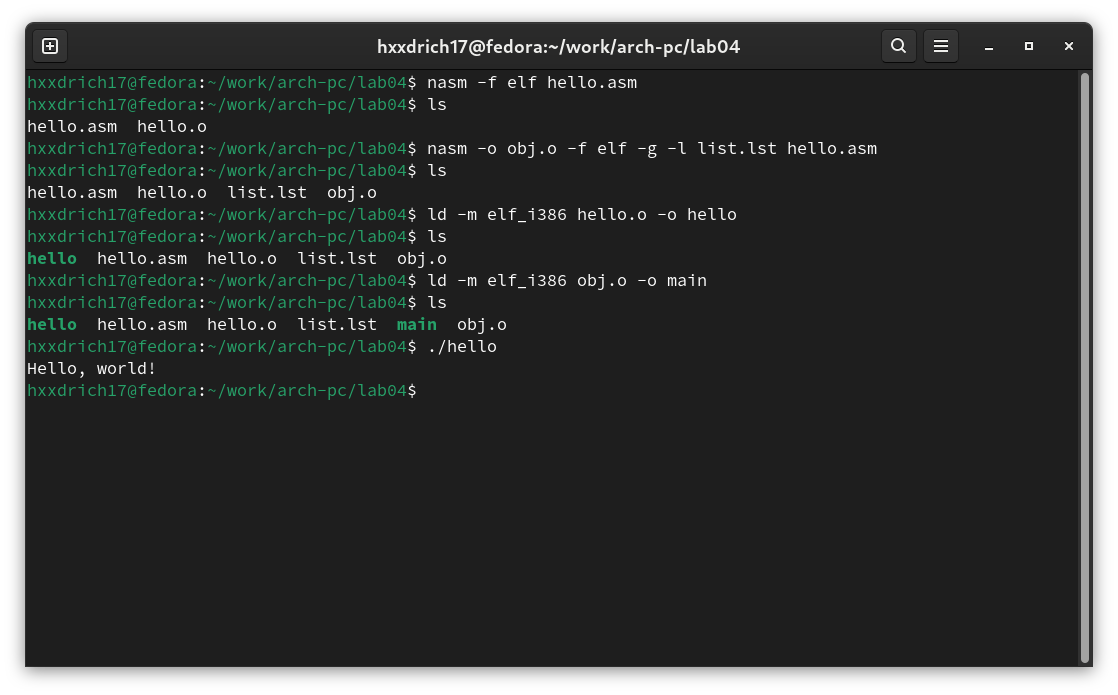 hxxdrich17@fedora:~/work/arch-pc/lab04
hxxdrich17@fedora:~/work/arch-pc/lab04$ nasm -f elf hello.asm
hxxdrich17@fedora:~/work/arch-pc/lab04$ ls
hello.asm  hello.o
hxxdrich17@fedora:~/work/arch-pc/lab04$ nasm -o obj.o -f elf -g -l list.lst hello.asm
hxxdrich17@fedora:~/work/arch-pc/lab04$ ls
hello.asm  hello.o  list.lst  obj.o
hxxdrich17@fedora:~/work/arch-pc/lab04$ ld -m elf_i386 hello.o -o hello
hxxdrich17@fedora:~/work/arch-pc/lab04$ ls
hello  hello.asm  hello.o  list.lst  obj.o
hxxdrich17@fedora:~/work/arch-pc/lab04$ ld -m elf_i386 obj.o -o main
hxxdrich17@fedora:~/work/arch-pc/lab04$ ls
hello  hello.asm  hello.o  list.lst  main  obj.o
hxxdrich17@fedora:~/work/arch-pc/lab04$ ./hello
Hello, world!
hxxdrich17@fedora:~/work/arch-pc/lab04$